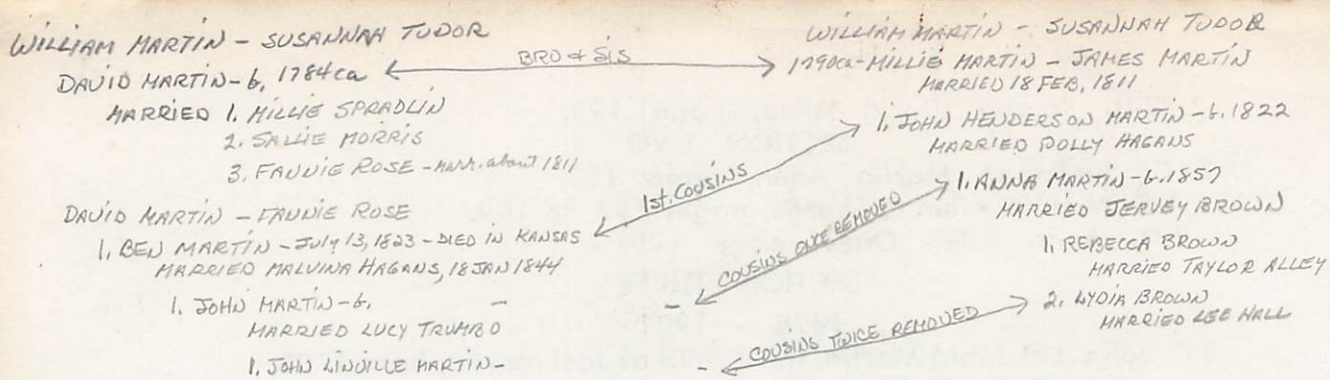 WILLIAM MARTIN - SUSANNAH TUDOR
DAVID MARTIN - b. 1784ca
MARRIED 1. MILLIE SPRADLIN
2. SALLIE MORRIS
3. FANNIE ROSE - marr. about 1811
DAVID MARTIN - FANNIE ROSE
1. BEN MARTIN - July 13, 1823 - DIED IN KANSAS
MARRIED MALVINA HAGANS, 18 JAN 1844
1. JOHN MARTIN - b. -
MARRIED LUCY TRUMBO
1. JOHN LINVILLE MARTIN -
BRO & SIS
1ST. COUSINS
COUSINS ONCE REMOVED
COUSINS TWICE REMOVED
WILLIAM MARTIN - SUSANNAH TUDOR
1790ca - MILLIE MARTIN - JAMES MARTIN
MARRIED 18 FEB, 1811
1. JOHN HENDERSON MARTIN - b. 1822
MARRIED POLLY HAGANS
1. ANNA MARTIN - b. 1857
MARRIED JERVEY BROWN
1. REBECCA BROWN
MARRIED TAYLOR ALLEY
2. LYDIA BROWN
MARRIED LEE HALL